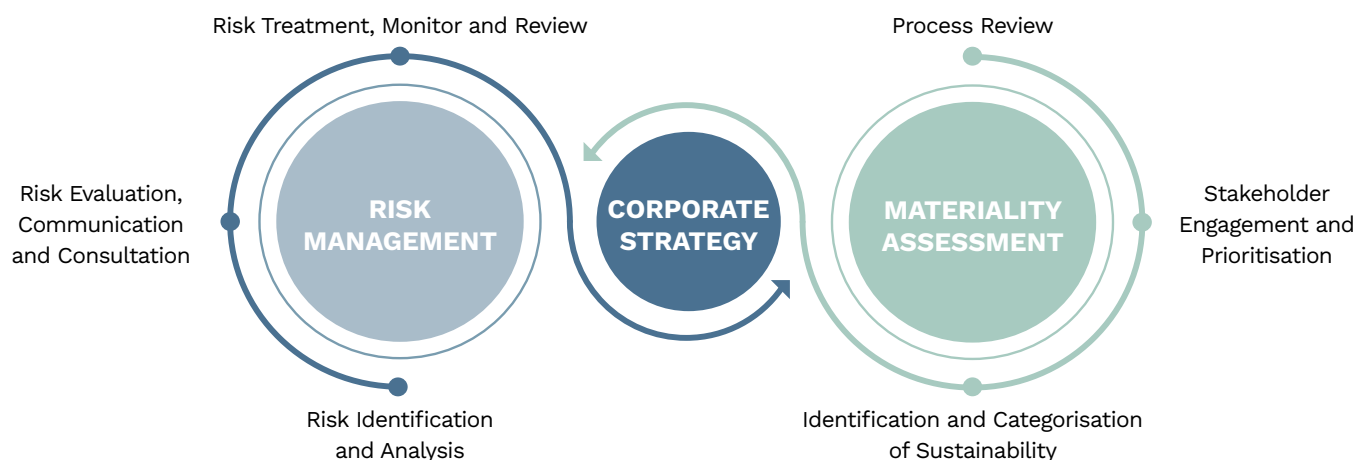 Risk Treatment, Monitor and Review
Process Review
Risk Evaluation,
Communication
and Consultation
RISK
MANAGEMENT
CORPORATE
STRATEGY
MATERIALITY
ASSESSMENT
Stakeholder
Engagement and
Prioritisation
Risk Identification
and Analysis
Identification and Categorisation
of Sustainability